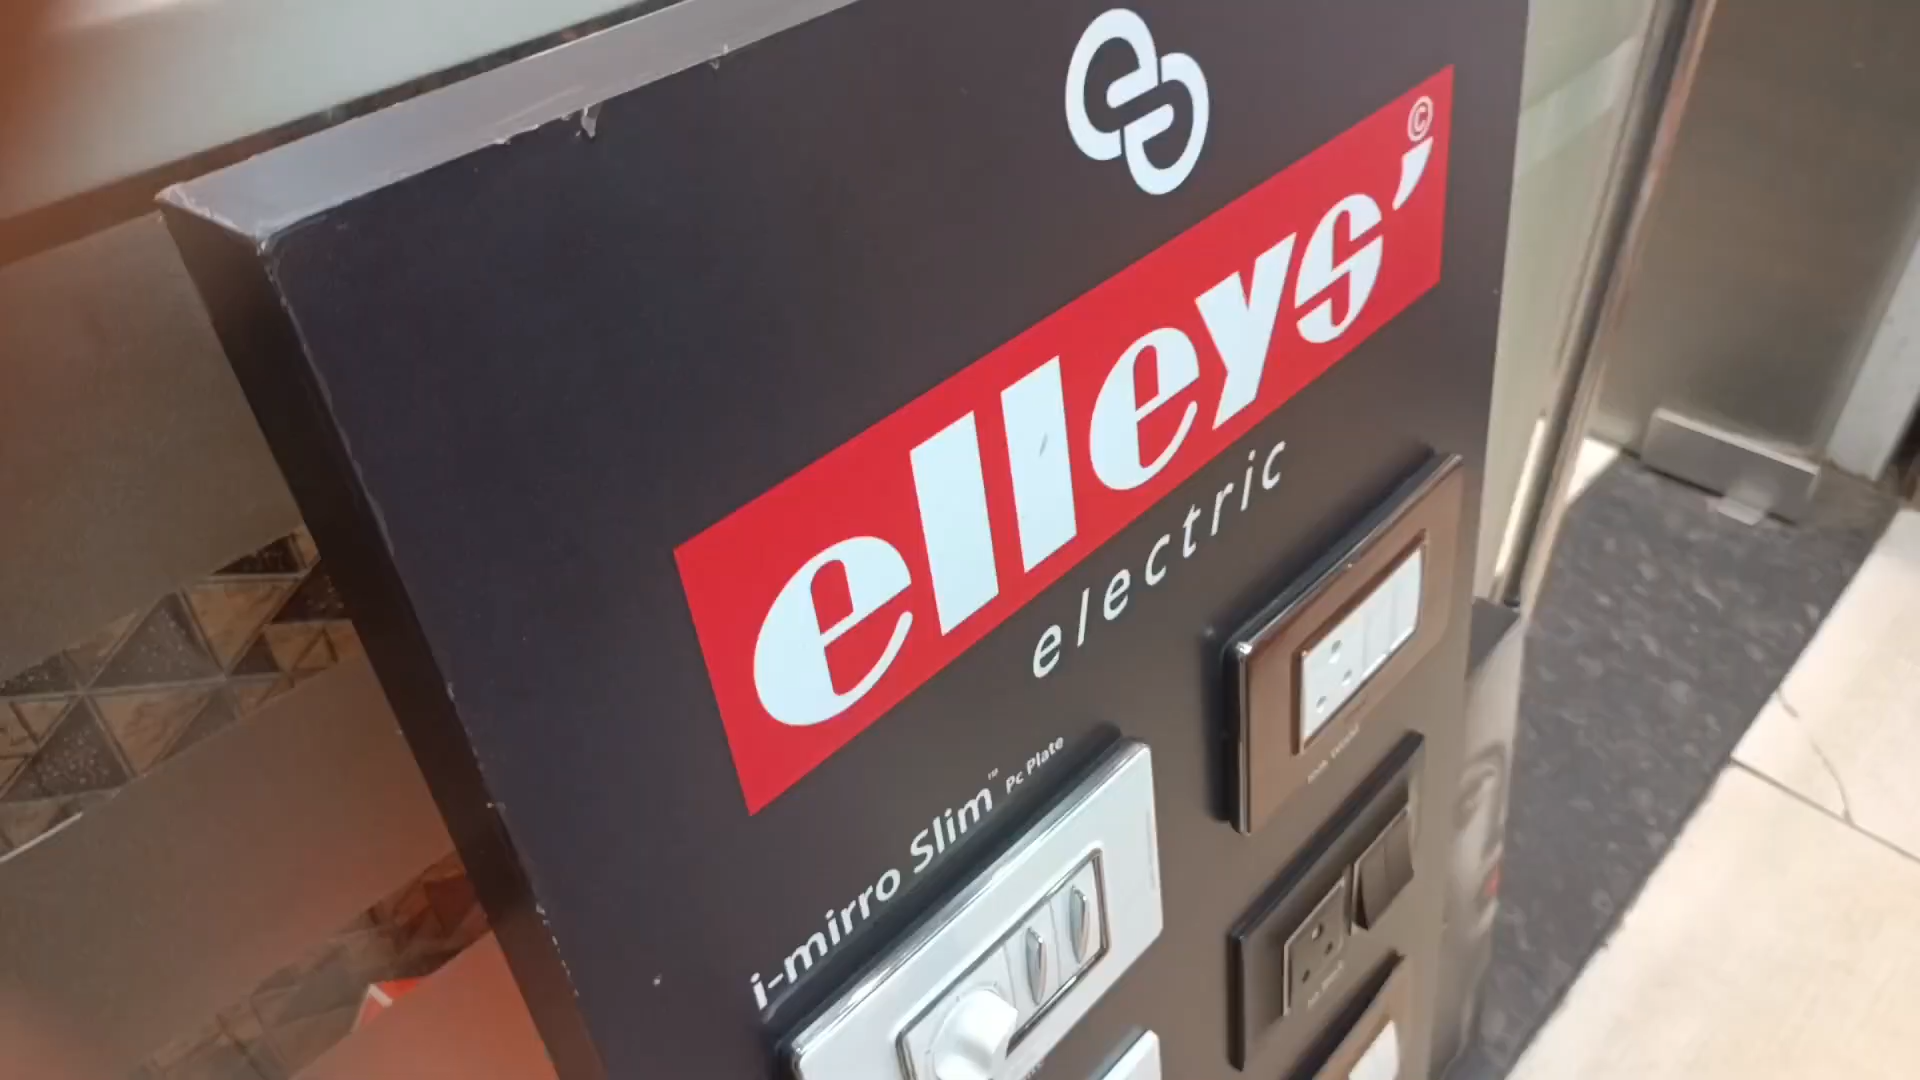 elleys'©
electric
i-mirro Slim™ Pc Plate